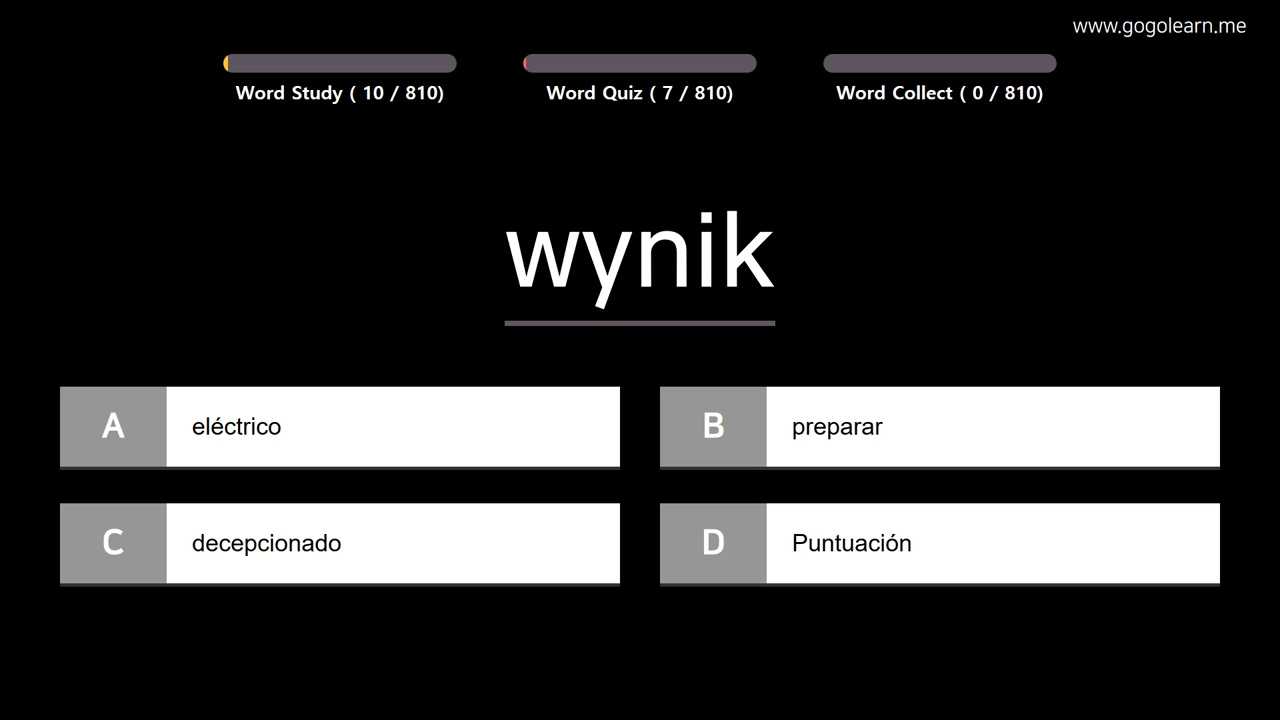 www.gogolearn.me
Word Study ( 10 / 810)
Word Quiz ( 7 / 810)
Word Collect ( 0 / 810)
wynik
A eléctrico
B preparar
C decepcionado
D Puntuación